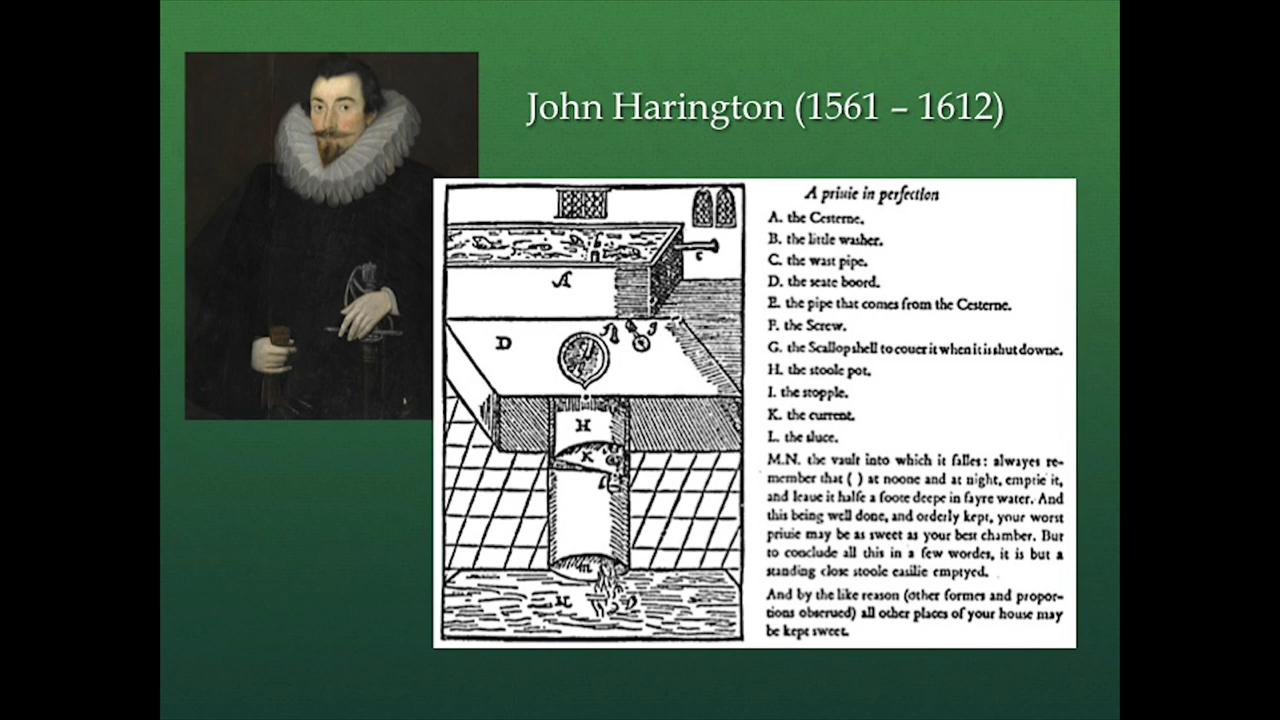 John Harington (1561 – 1612)
A priuie in perfection
A. the Cesterne.
B. the little washer.
C. the wast pipe.
D. the seate boord.
E. the pipe that comes from the Cesterne.
F. the Screw.
G. the Scallop shell to couer it when it is shut downe.
H. the stoole pot.
I. the stopple.
K. the current.
L. the sluce.
M.N. the vault into which it falles: alwayes re-
member that ( ) at noone and at night, emptie it,
and leaue it halfe a foote deepe in fayre water. And
this being well done, and orderly kept, your worst
priuie may be as sweet as your best chamber. But
to conclude all this in a few wordes, it is but a
standing close stoole easilie emptyed.
And by the like reason (other formes and propor-
tions obserued) all other places of your house may
be kept sweet.
C
A
D
H
K